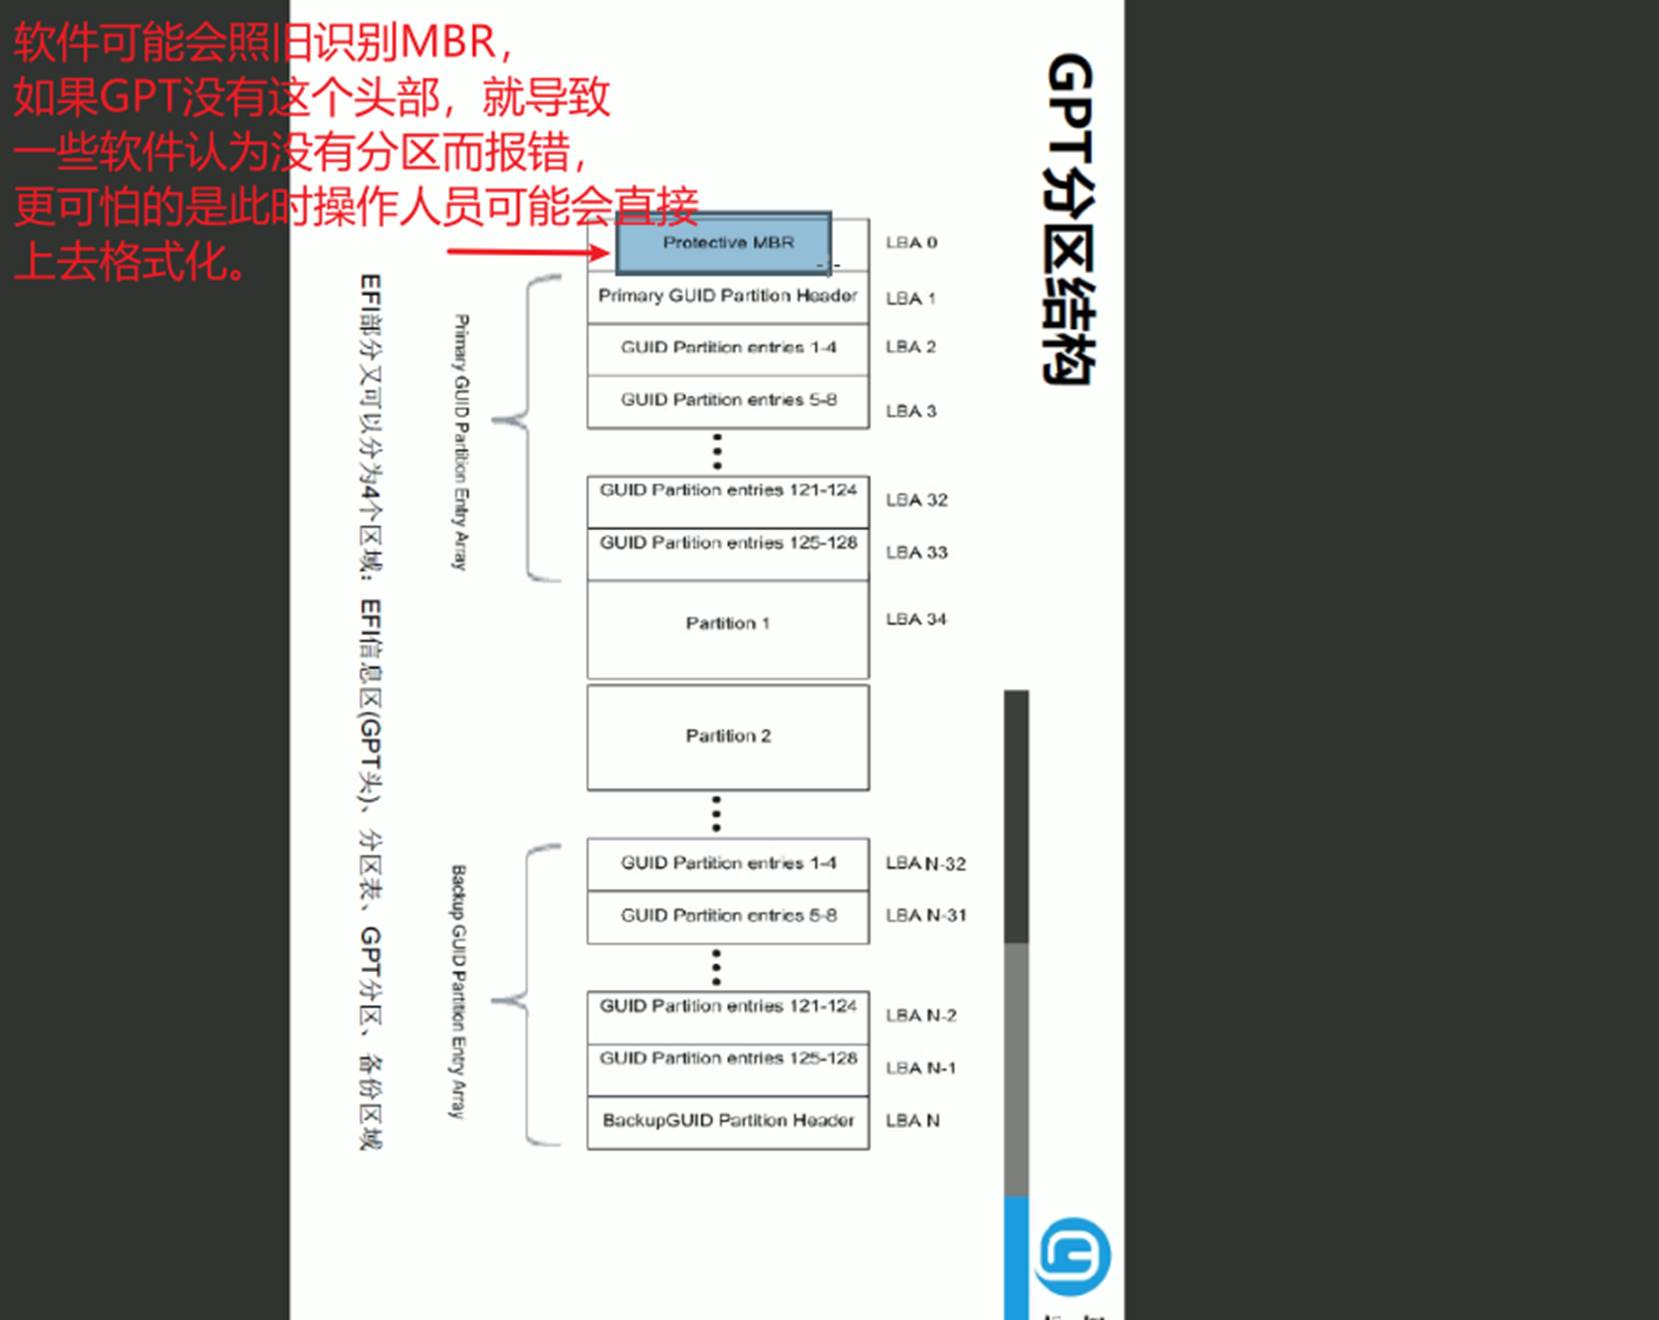 软件可能会照旧识别MBR，
如果GPT没有这个头部，就导致
一些软件认为没有分区而报错，
更可怕的是此时操作人员可能会直接
上去格式化。
GPT分区结构
Protective MBR
LBA 0
Primary GUID Partition Header
LBA 1
GUID Partition entries 1-4
LBA 2
GUID Partition entries 5-8
LBA 3
GUID Partition entries 121-124
LBA 32
GUID Partition entries 125-128
LBA 33
Partition 1
LBA 34
Partition 2
GUID Partition entries 1-4
LBA N-32
GUID Partition entries 5-8
LBA N-31
GUID Partition entries 121-124
LBA N-2
GUID Partition entries 125-128
LBA N-1
BackupGUID Partition Header
LBA N
Primary GUID Partition Entry Array
Backup GUID Partition Entry Array
EFI部分又可以分为4个区域：EFI信息区(GPT头)、分区表、GPT分区、备份区域